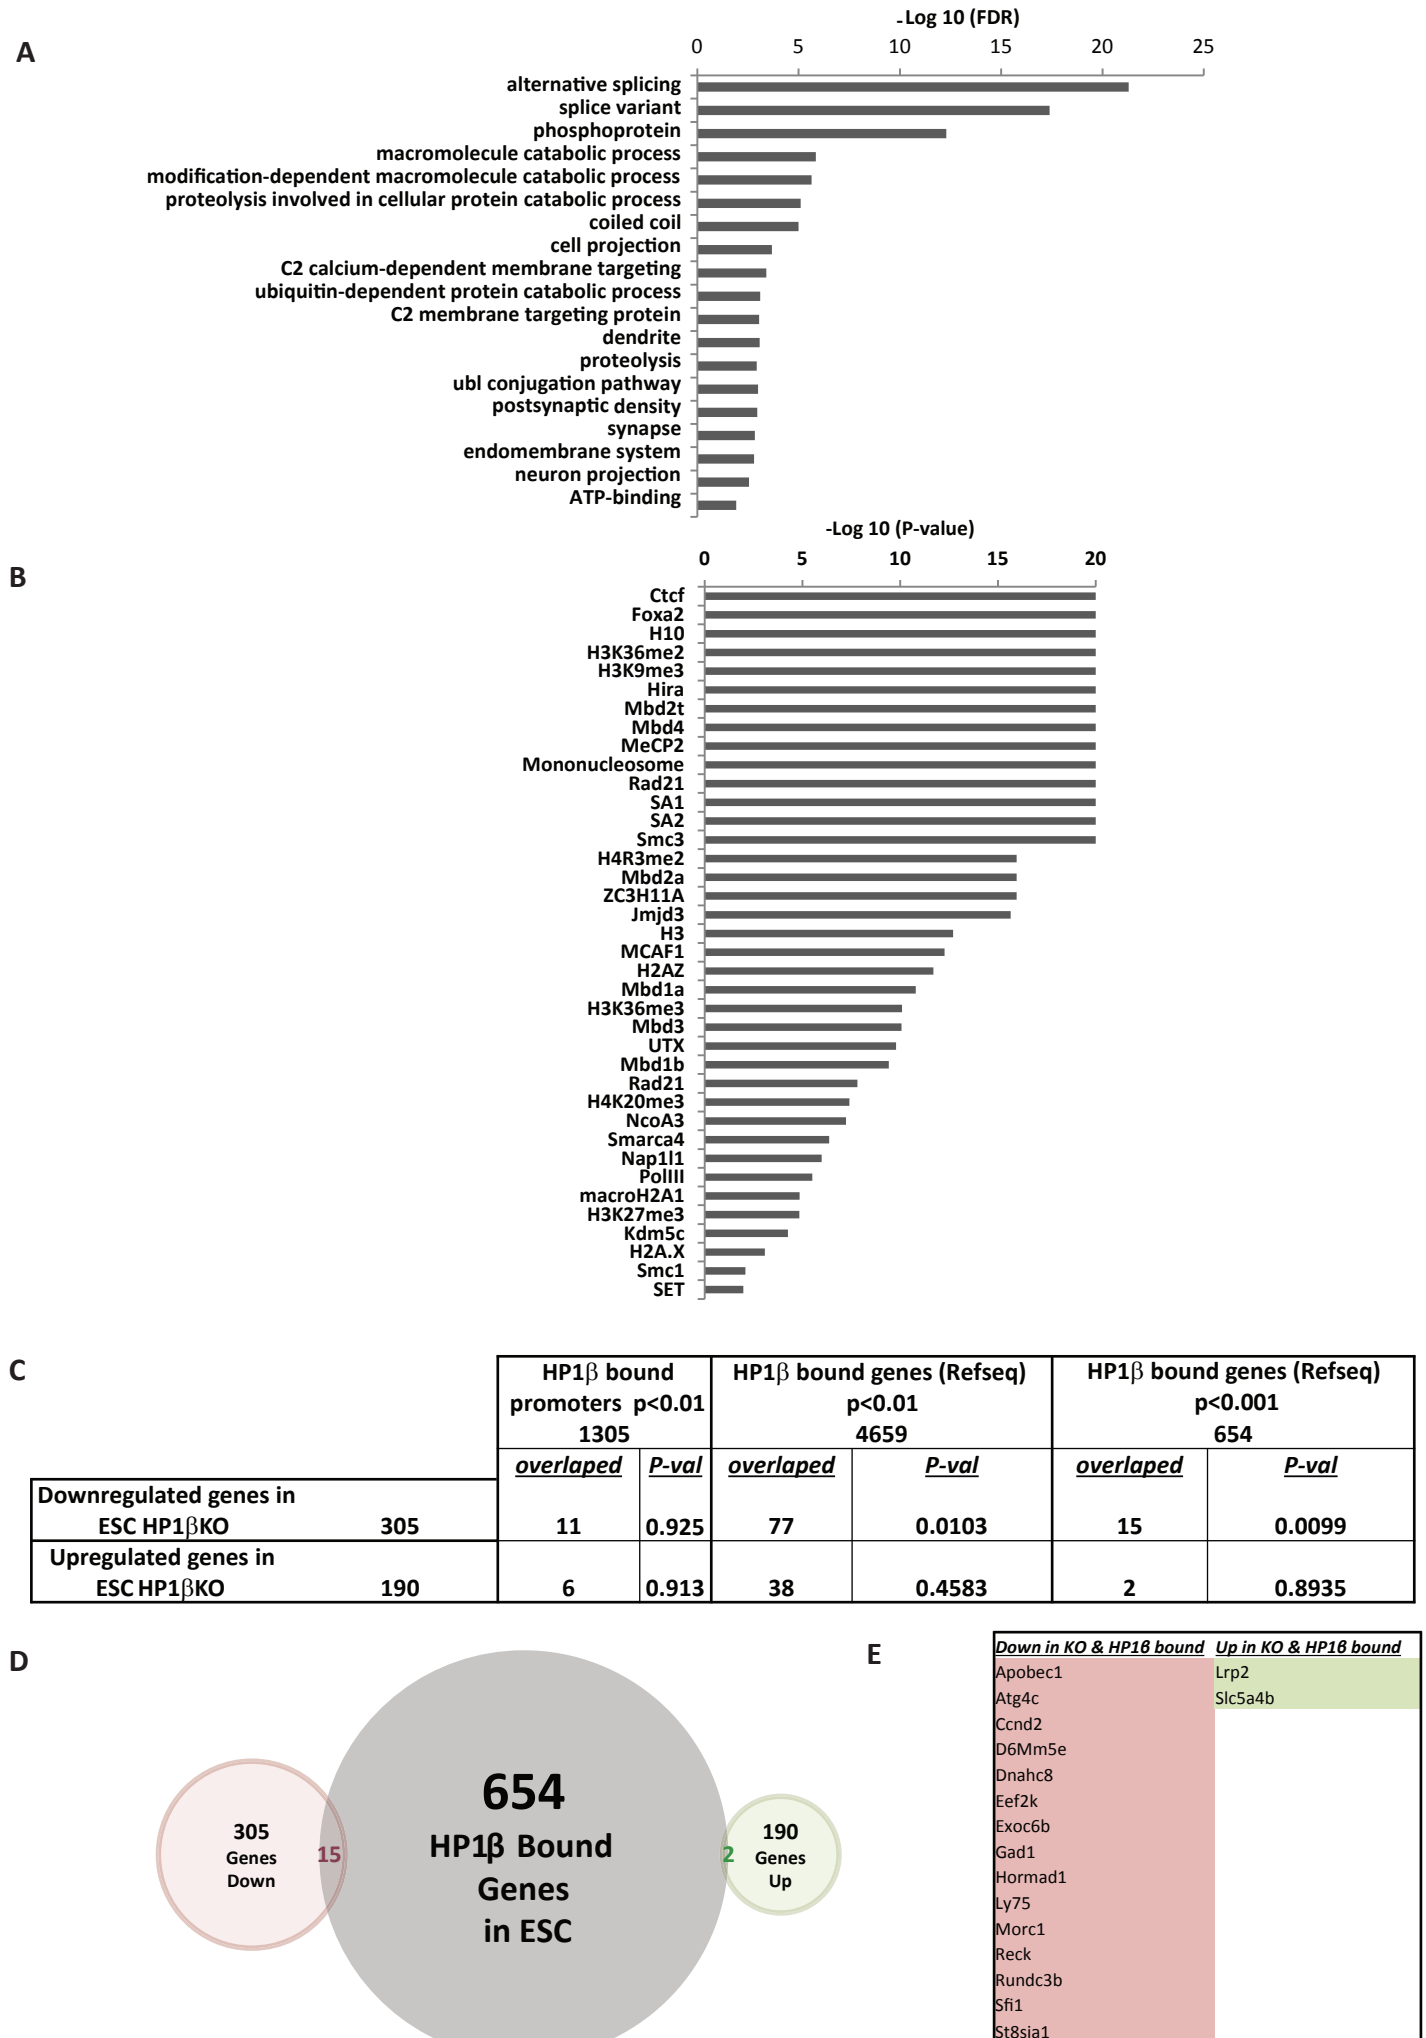 A
-Log 10 (FDR)
0 5 10 15 20 25
alternative splicing
splice variant
phosphoprotein
macromolecule catabolic process
modification-dependent macromolecule catabolic process
proteolysis involved in cellular protein catabolic process
coiled coil
cell projection
C2 calcium-dependent membrane targeting
ubiquitin-dependent protein catabolic process
C2 membrane targeting protein
dendrite
proteolysis
ubl conjugation pathway
postsynaptic density
synapse
endomembrane system
neuron projection
ATP-binding
B
-Log 10 (P-value)
0 5 10 15 20
Ctcf
Foxa2
H10
H3K36me2
H3K9me3
Hira
Mbd2t
Mbd4
MeCP2
Mononucleosome
Rad21
SA1
SA2
Smc3
H4R3me2
Mbd2a
ZC3H11A
Jmjd3
H3
MCAF1
H2AZ
Mbd1a
H3K36me3
Mbd3
UTX
Mbd1b
Rad21
H4K20me3
NcoA3
Smarca4
Nap1l1
PolIII
macroH2A1
H3K27me3
Kdm5c
H2A.X
Smc1
SET
C
HP1β bound HP1β bound genes (Refseq) HP1β bound genes (Refseq)
promoters p<0.01 p<0.01 p<0.001
1305 4659 654
overlaped P-val overlaped P-val overlaped P-val
Downregulated genes in
ESC HP1βKO 305 11 0.925 77 0.0103 15 0.0099
Upregulated genes in
ESC HP1βKO 190 6 0.913 38 0.4583 2 0.8935
D
305
Genes
Down
15
654
HP1β Bound
Genes
in ESC
2
190
Genes
Up
E
Down in KO & HP1β bound Up in KO & HP1β bound
Apobec1 Lrp2
Atg4c Slc5a4b
Ccnd2
D6Mm5e
Dnahc8
Eef2k
Exoc6b
Gad1
Hormad1
Ly75
Morc1
Reck
Rundc3b
Sfi1
St8sia1